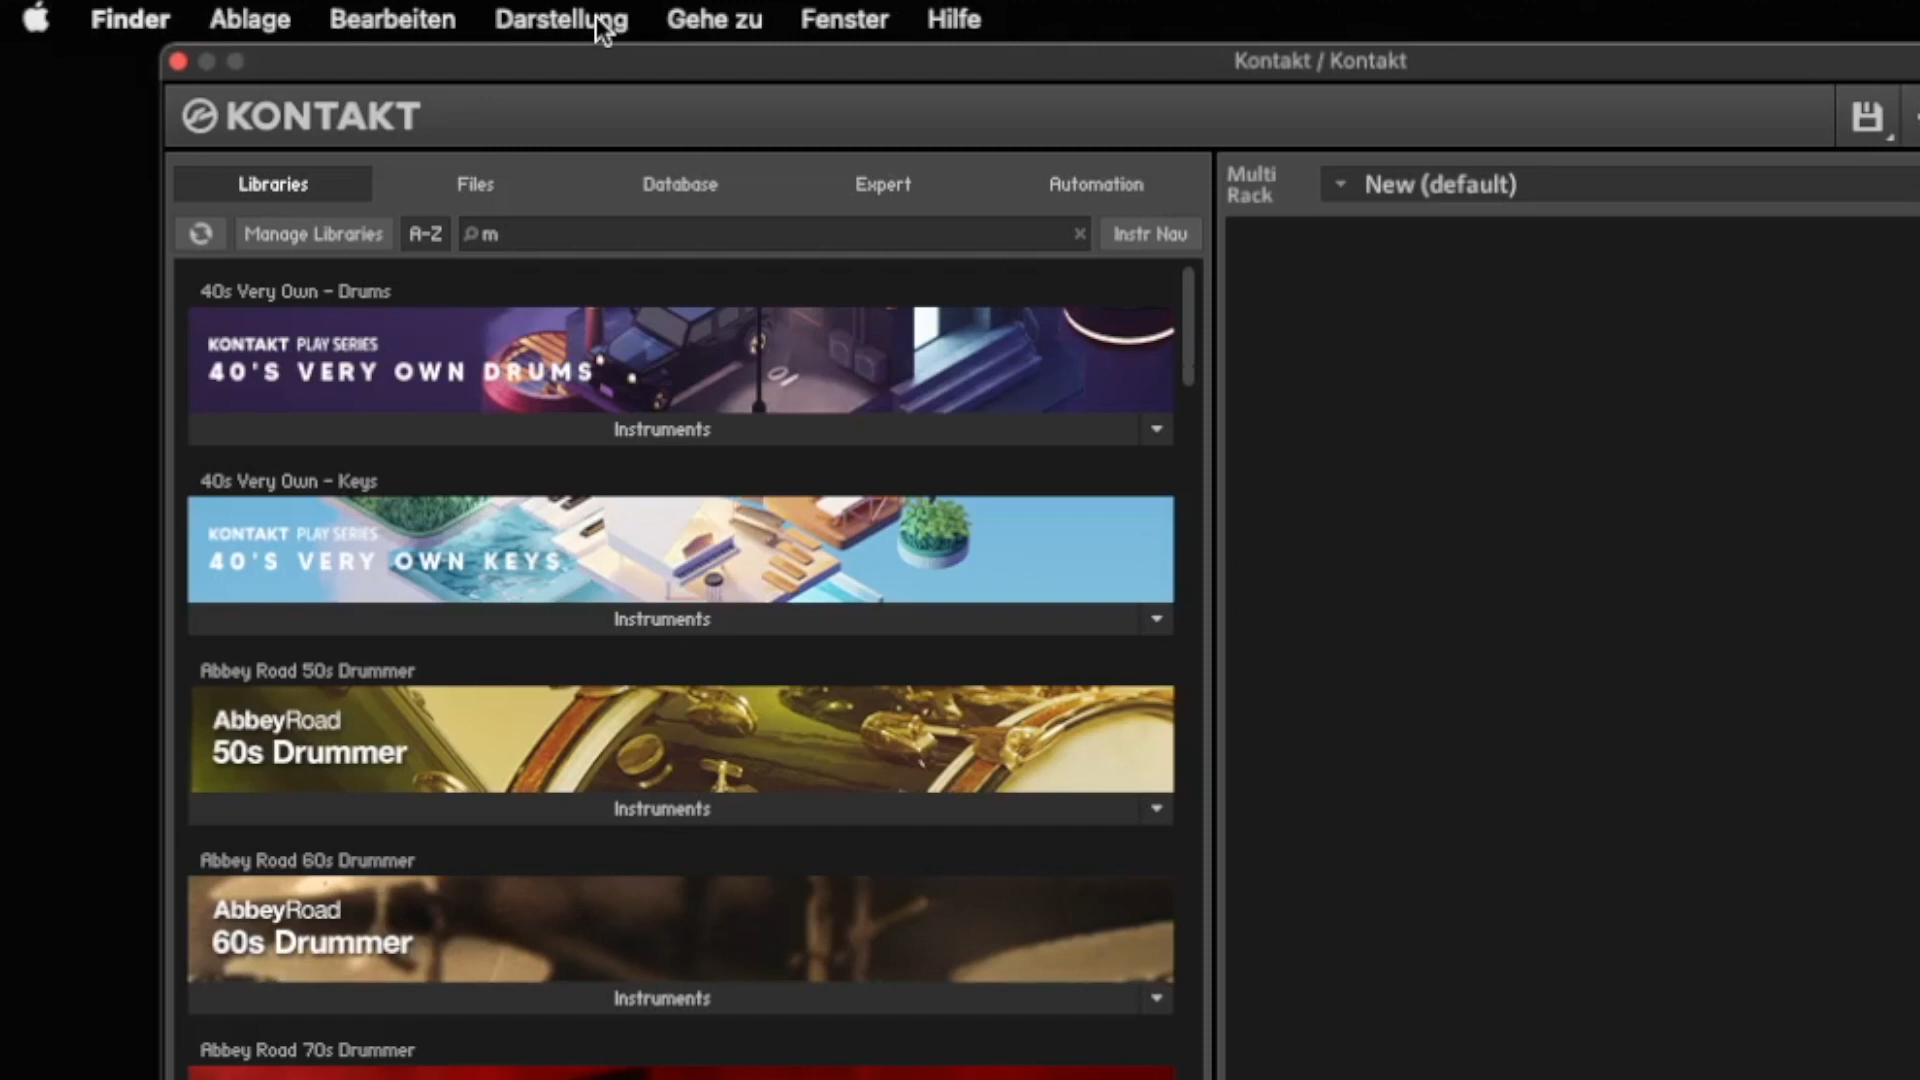 Finder Ablage Bearbeiten Darstellung Gehe zu Fenster Hilfe
Kontakt / Kontakt
KONTAKT
Libraries Files Database Expert Automation
Multi Rack
New (default)
Manage Libraries A-Z m × Instr Nav
40s Very Own - Drums
KONTAKT PLAY SERIES
40'S VERY OWN DRUMS
Instruments
40s Very Own - Keys
KONTAKT PLAY SERIES
40'S VERY OWN KEYS
Instruments
Abbey Road 50s Drummer
AbbeyRoad
50s Drummer
Instruments
Abbey Road 60s Drummer
AbbeyRoad
60s Drummer
Instruments
Abbey Road 70s Drummer